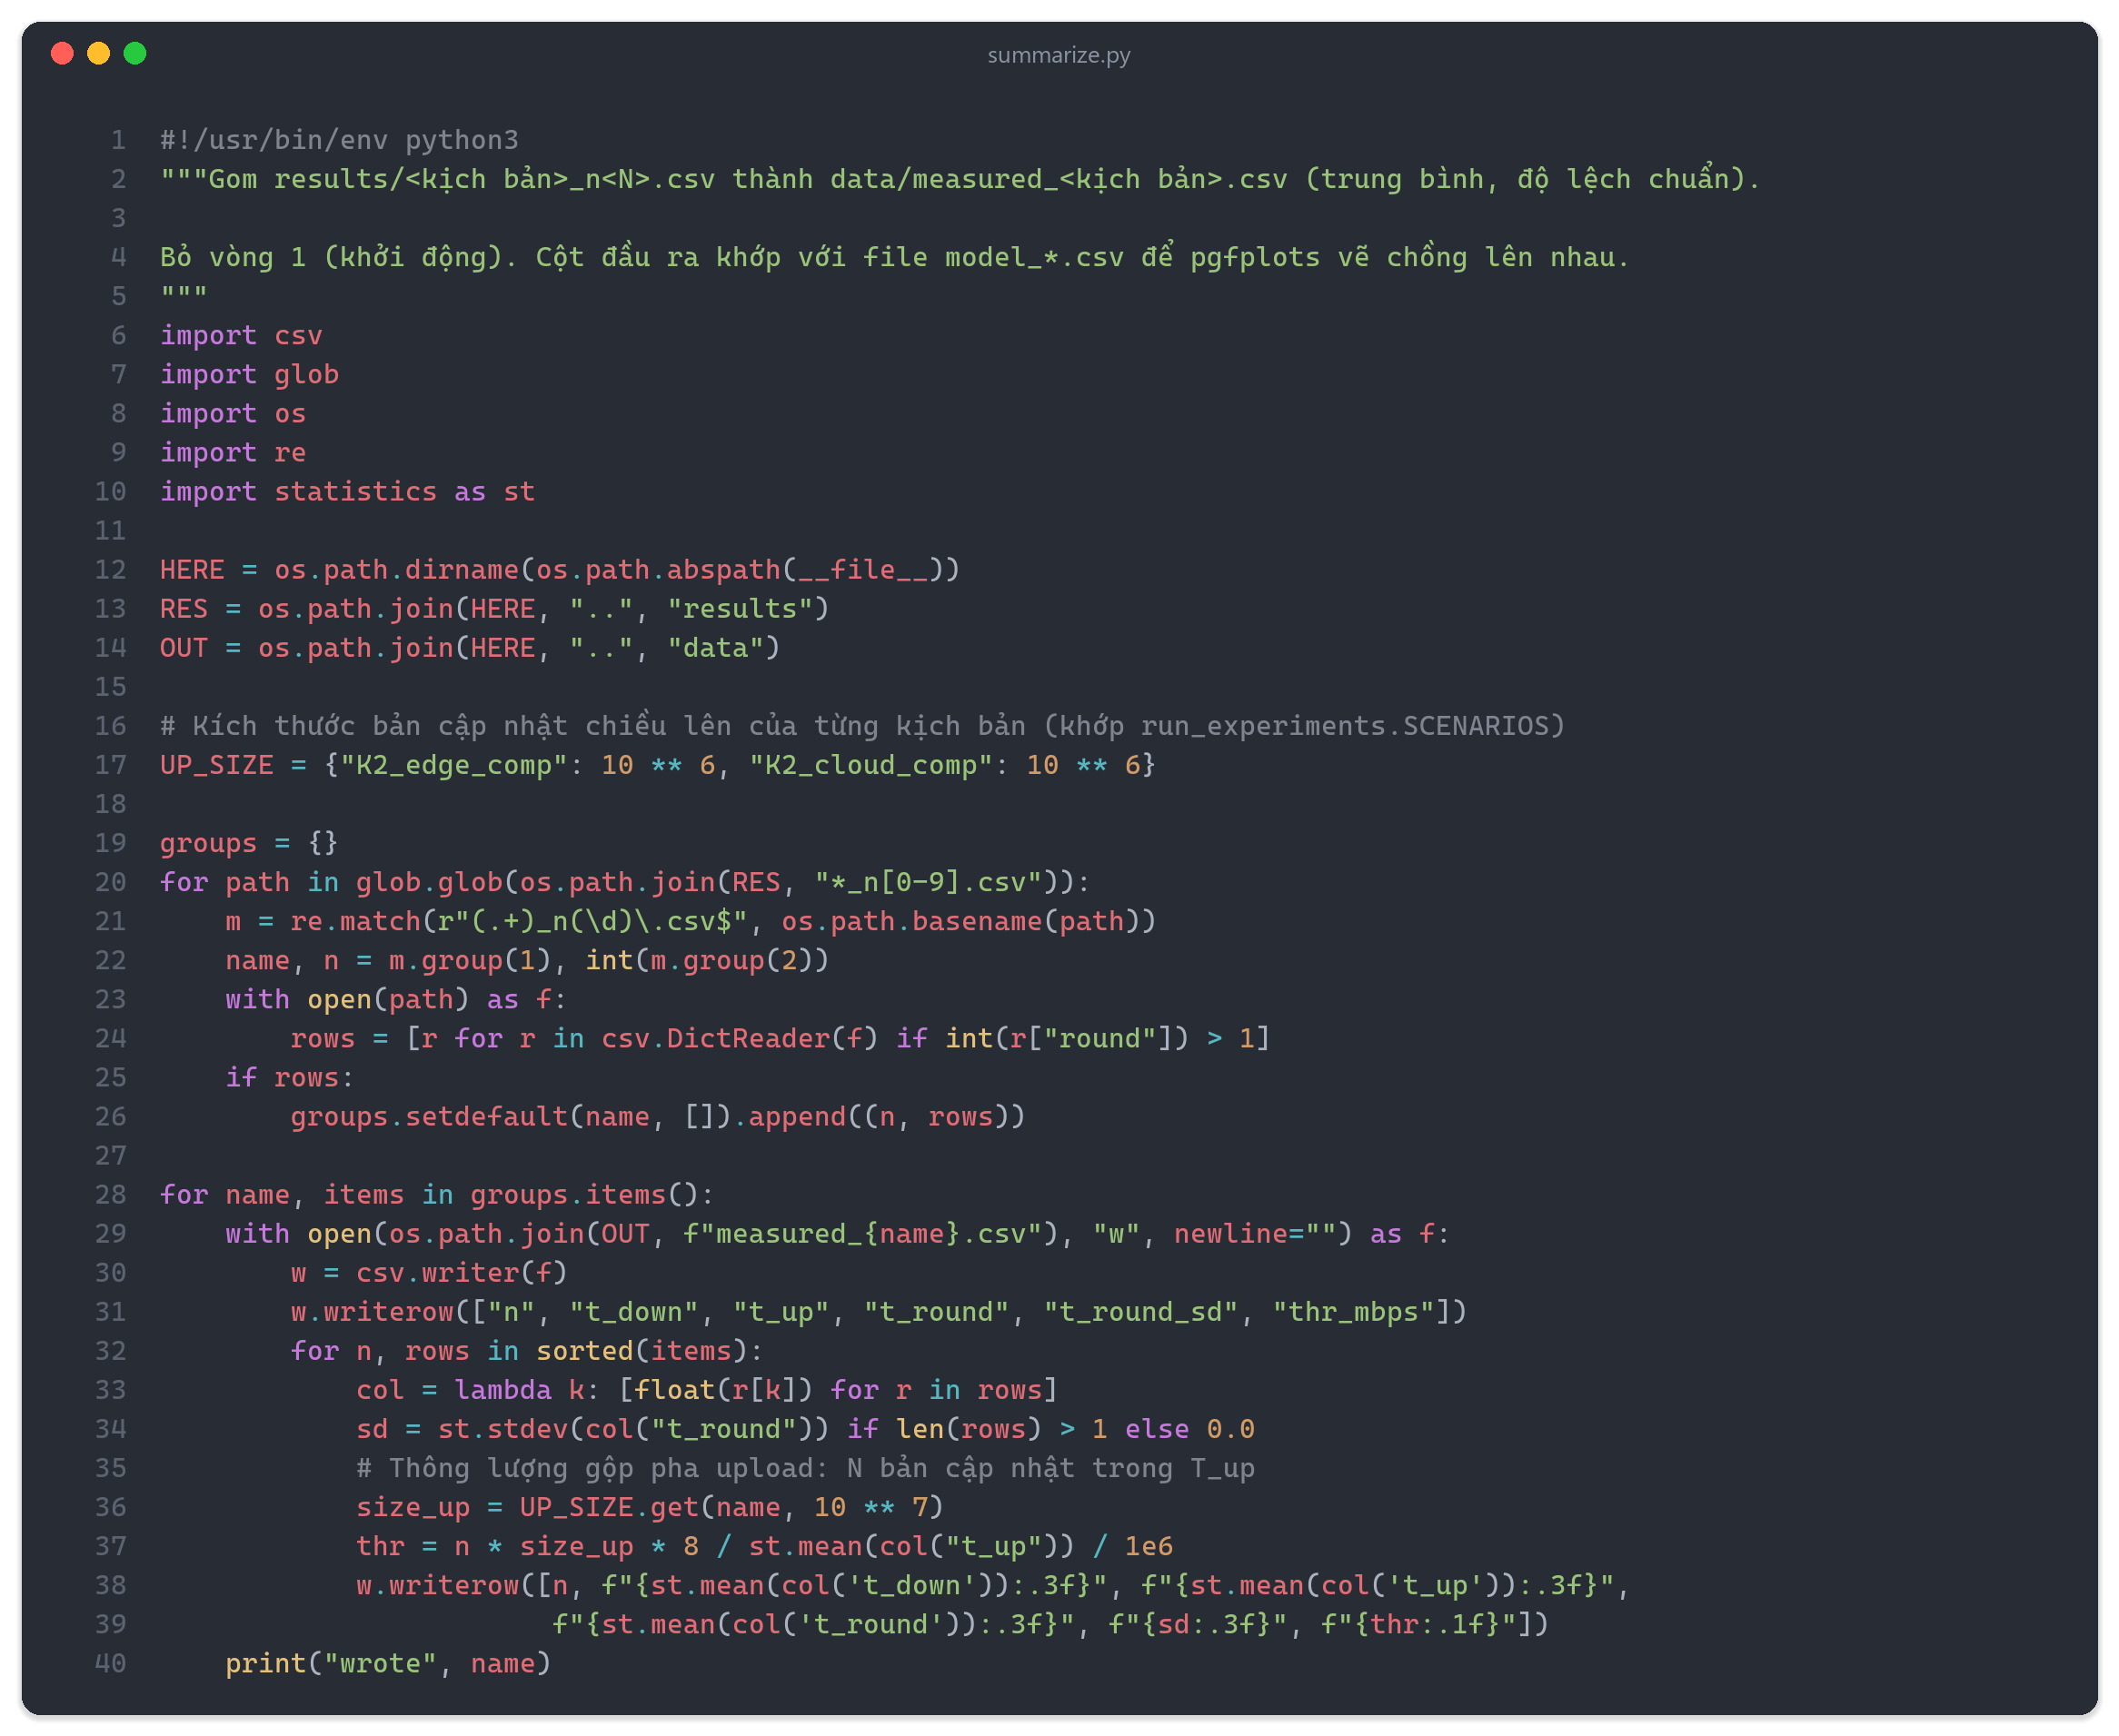 summarize.py
1 #!/usr/bin/env python3
2 """Gom results/<kịch bản>_n<N>.csv thành data/measured_<kịch bản>.csv (trung bình, độ lệch chuẩn).
3
4 Bỏ vòng 1 (khởi động). Cột đầu ra khớp với file model_*.csv để pgfplots vẽ chồng lên nhau.
5 """
6 import csv
7 import glob
8 import os
9 import re
10 import statistics as st
11
12 HERE = os.path.dirname(os.path.abspath(__file__))
13 RES = os.path.join(HERE, "..", "results")
14 OUT = os.path.join(HERE, "..", "data")
15
16 # Kích thước bản cập nhật chiều lên của từng kịch bản (khớp run_experiments.SCENARIOS)
17 UP_SIZE = {"K2_edge_comp": 10 ** 6, "K2_cloud_comp": 10 ** 6}
18
19 groups = {}
20 for path in glob.glob(os.path.join(RES, "*_n[0-9].csv")):
21     m = re.match(r"(.+)_n(\d)\.csv$", os.path.basename(path))
22     name, n = m.group(1), int(m.group(2))
23     with open(path) as f:
24         rows = [r for r in csv.DictReader(f) if int(r["round"]) > 1]
25     if rows:
26         groups.setdefault(name, []).append((n, rows))
27
28 for name, items in groups.items():
29     with open(os.path.join(OUT, f"measured_{name}.csv"), "w", newline="") as f:
30         w = csv.writer(f)
31         w.writerow(["n", "t_down", "t_up", "t_round", "t_round_sd", "thr_mbps"])
32         for n, rows in sorted(items):
33             col = lambda k: [float(r[k]) for r in rows]
34             sd = st.stdev(col("t_round")) if len(rows) > 1 else 0.0
35             # Thông lượng gộp pha upload: N bản cập nhật trong T_up
36             size_up = UP_SIZE.get(name, 10 ** 7)
37             thr = n * size_up * 8 / st.mean(col("t_up")) / 1e6
38             w.writerow([n, f"{st.mean(col('t_down')):.3f}", f"{st.mean(col('t_up')):.3f}",
39                         f"{st.mean(col('t_round')):.3f}", f"{sd:.3f}", f"{thr:.1f}"])
40     print("wrote", name)